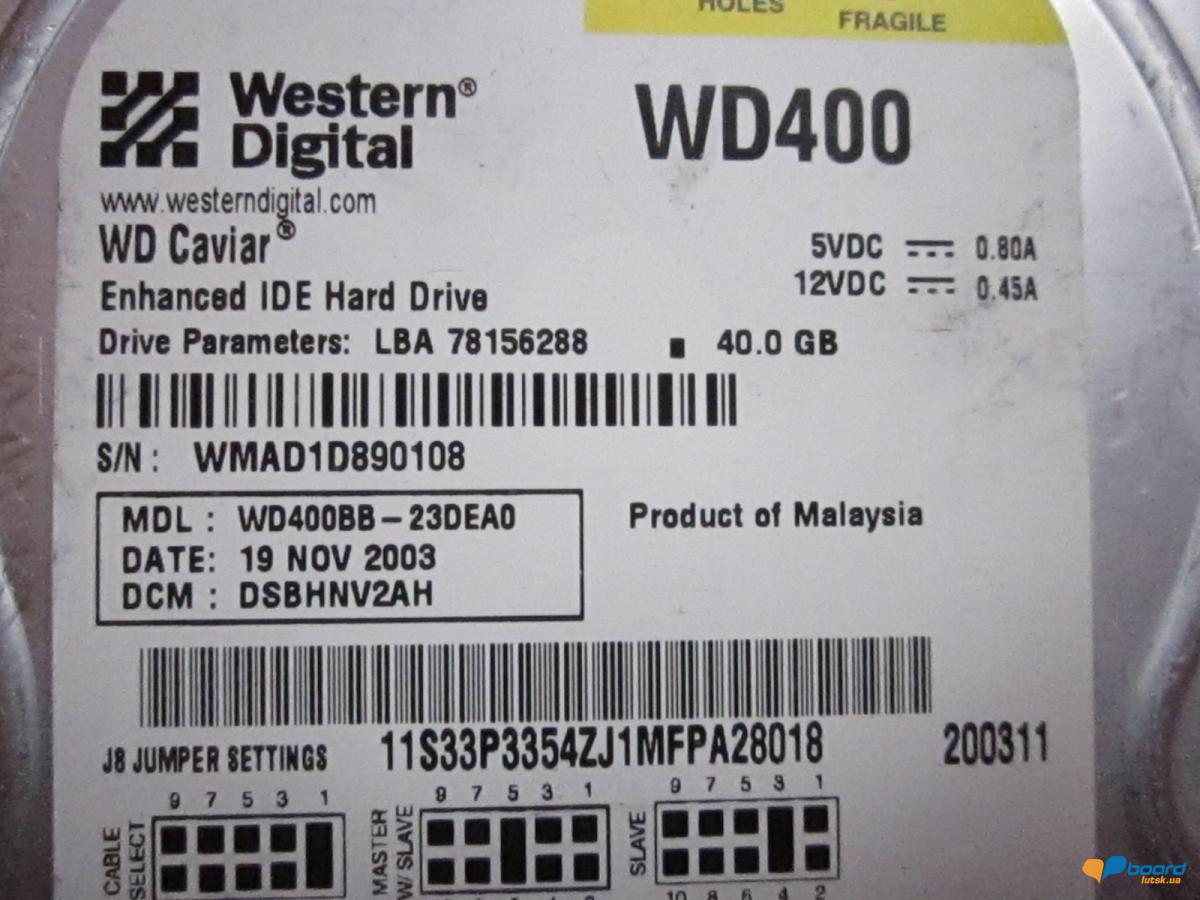 HOLES
FRAGILE
Western®
Digital
WD400
www.westerndigital.com
WD Caviar®
5VDC 0.80A
Enhanced IDE Hard Drive
12VDC 0.45A
Drive Parameters: LBA 78156288 ■ 40.0 GB
S/N: WMAD1D890108
MDL: WD400BB-23DEA0
Product of Malaysia
DATE: 19 NOV 2003
DCM: DSBHNV2AH
J8 JUMPER SETTINGS 11S33P3354ZJ1MFPA28018 200311
CABLE
SELECT
9 7 5 3 1
MASTER
W/ SLAVE
9 7 5 3 1
SLAVE
9 7 5 3 1
10 8 6 4 2
board
lutsk.ua